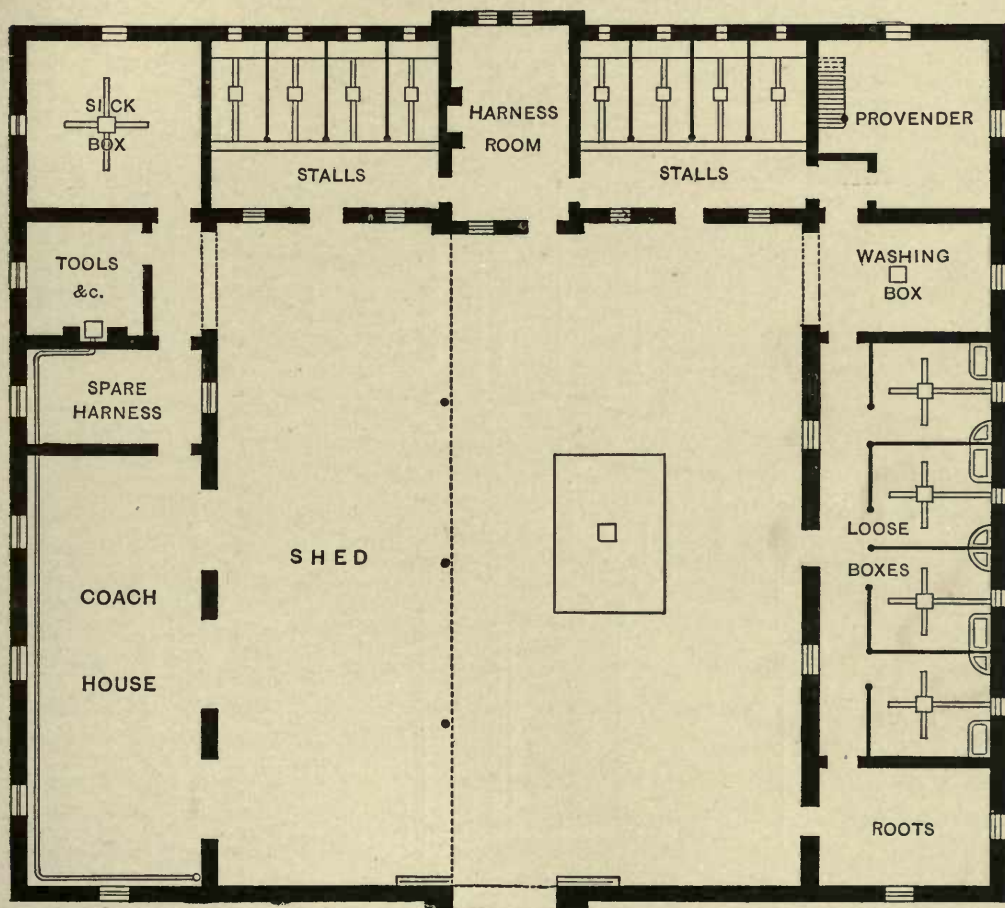 SICK
BOX
STALLS
HARNESS
ROOM
STALLS
PROVENDER
TOOLS
&c.
WASHING
BOX
SPARE
HARNESS
SHED
COACH
HOUSE
LOOSE
BOXES
ROOTS